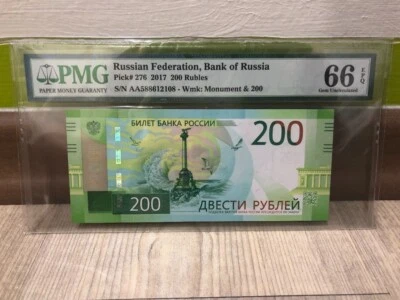 PMG
PAPER MONEY GUARANTY
Russian Federation, Bank of Russia
Pick# 276 2017 200 Rubles
S/N AA588612108 - Wmk: Monument & 200
66 EPQ
Gem Uncirculated
БИЛЕТ БАНКА РОССИИ
200
200
ДВЕСТИ РУБЛЕЙ